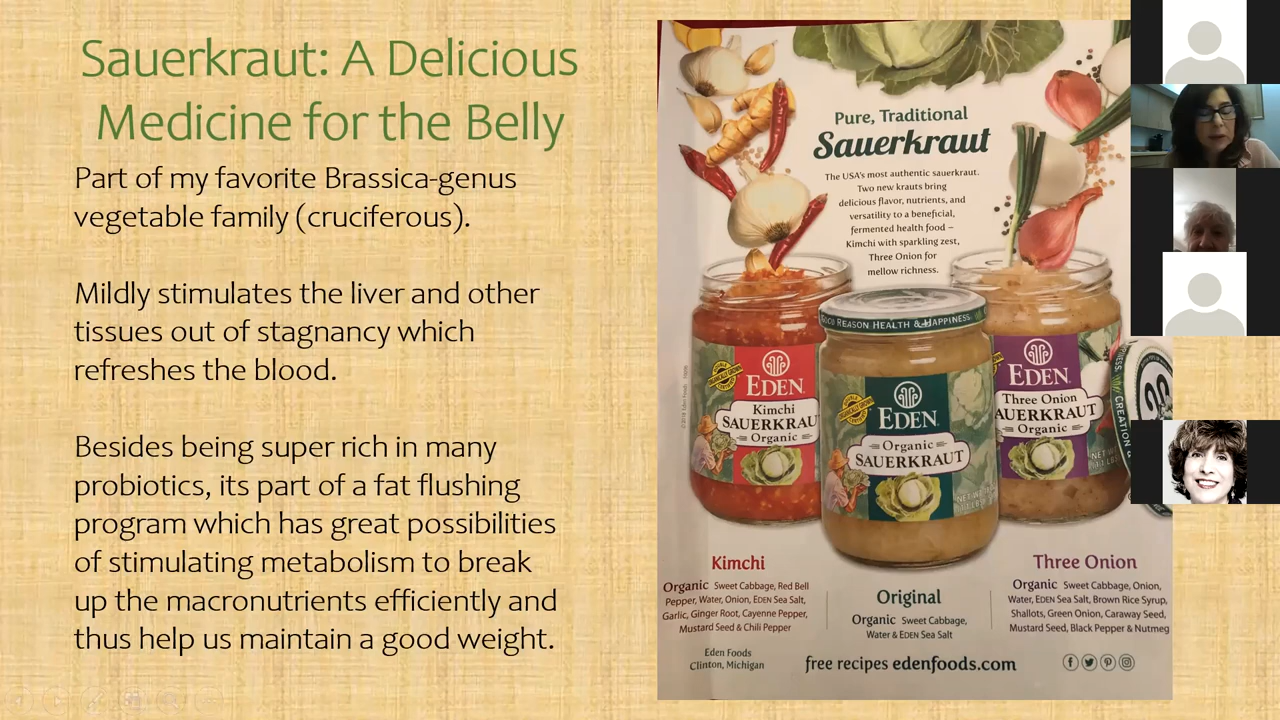 Sauerkraut: A Delicious
Medicine for the Belly
Part of my favorite Brassica-genus
vegetable family (cruciferous).
Mildly stimulates the liver and other
tissues out of stagnancy which
refreshes the blood.
Besides being super rich in many
probiotics, its part of a fat flushing
program which has great possibilities
of stimulating metabolism to break
up the macronutrients efficiently and
thus help us maintain a good weight.
Pure, Traditional
Sauerkraut
The USA's most authentic sauerkraut.
Two new krauts bring
delicious flavor, nutrients, and
versatility to a beneficial,
fermented health food –
Kimchi with sparkling zest,
Three Onion for
mellow richness.
EDEN
Kimchi
SAUERKRAU
Organic
GOOD REASON HEALTH & HAPPINESS
EDEN
Organic
SAUERKRAUT
EDEN
Three Onion
AUERKRAUT
Organic
CREATION
Kimchi
Organic Sweet Cabbage, Red Bell
Pepper, Water, Onion, EDEN Sea Salt,
Garlic, Ginger Root, Cayenne Pepper,
Mustard Seed & Chili Pepper
Original
Organic Sweet Cabbage,
Water & EDEN Sea Salt
Three Onion
Organic Sweet Cabbage, Onion,
Water, EDEN Sea Salt, Brown Rice Syrup,
Shallots, Green Onion, Caraway Seed,
Mustard Seed, Black Pepper & Nutmeg
Eden Foods
Clinton, Michigan
free recipes edenfoods.com